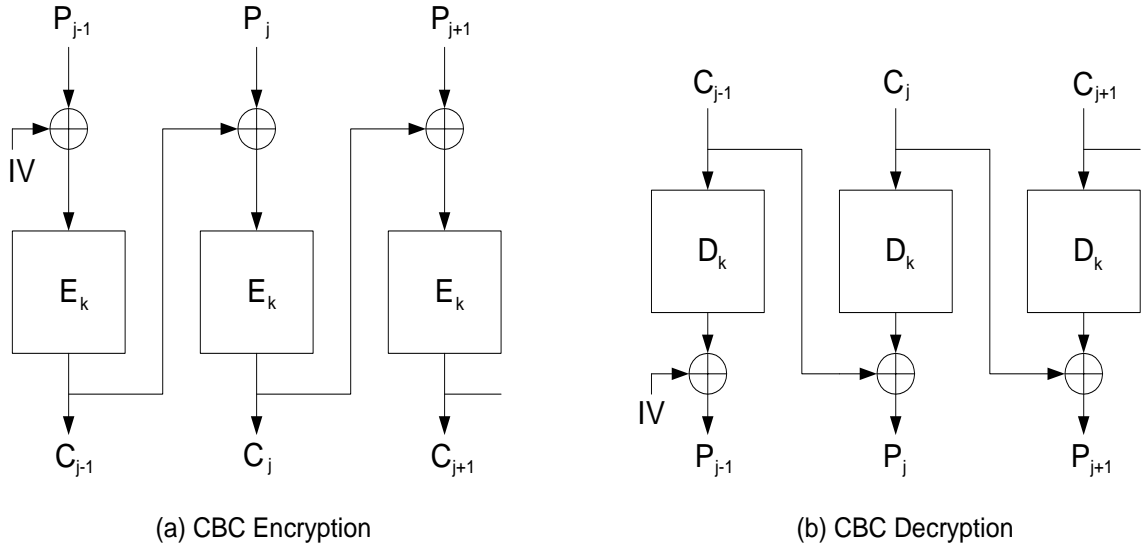 P_{j-1} P_j P_{j+1}
IV
E_k E_k E_k
C_{j-1} C_j C_{j+1}
(a) CBC Encryption
C_{j-1} C_j C_{j+1}
D_k D_k D_k
IV
P_{j-1} P_j P_{j+1}
(b) CBC Decryption